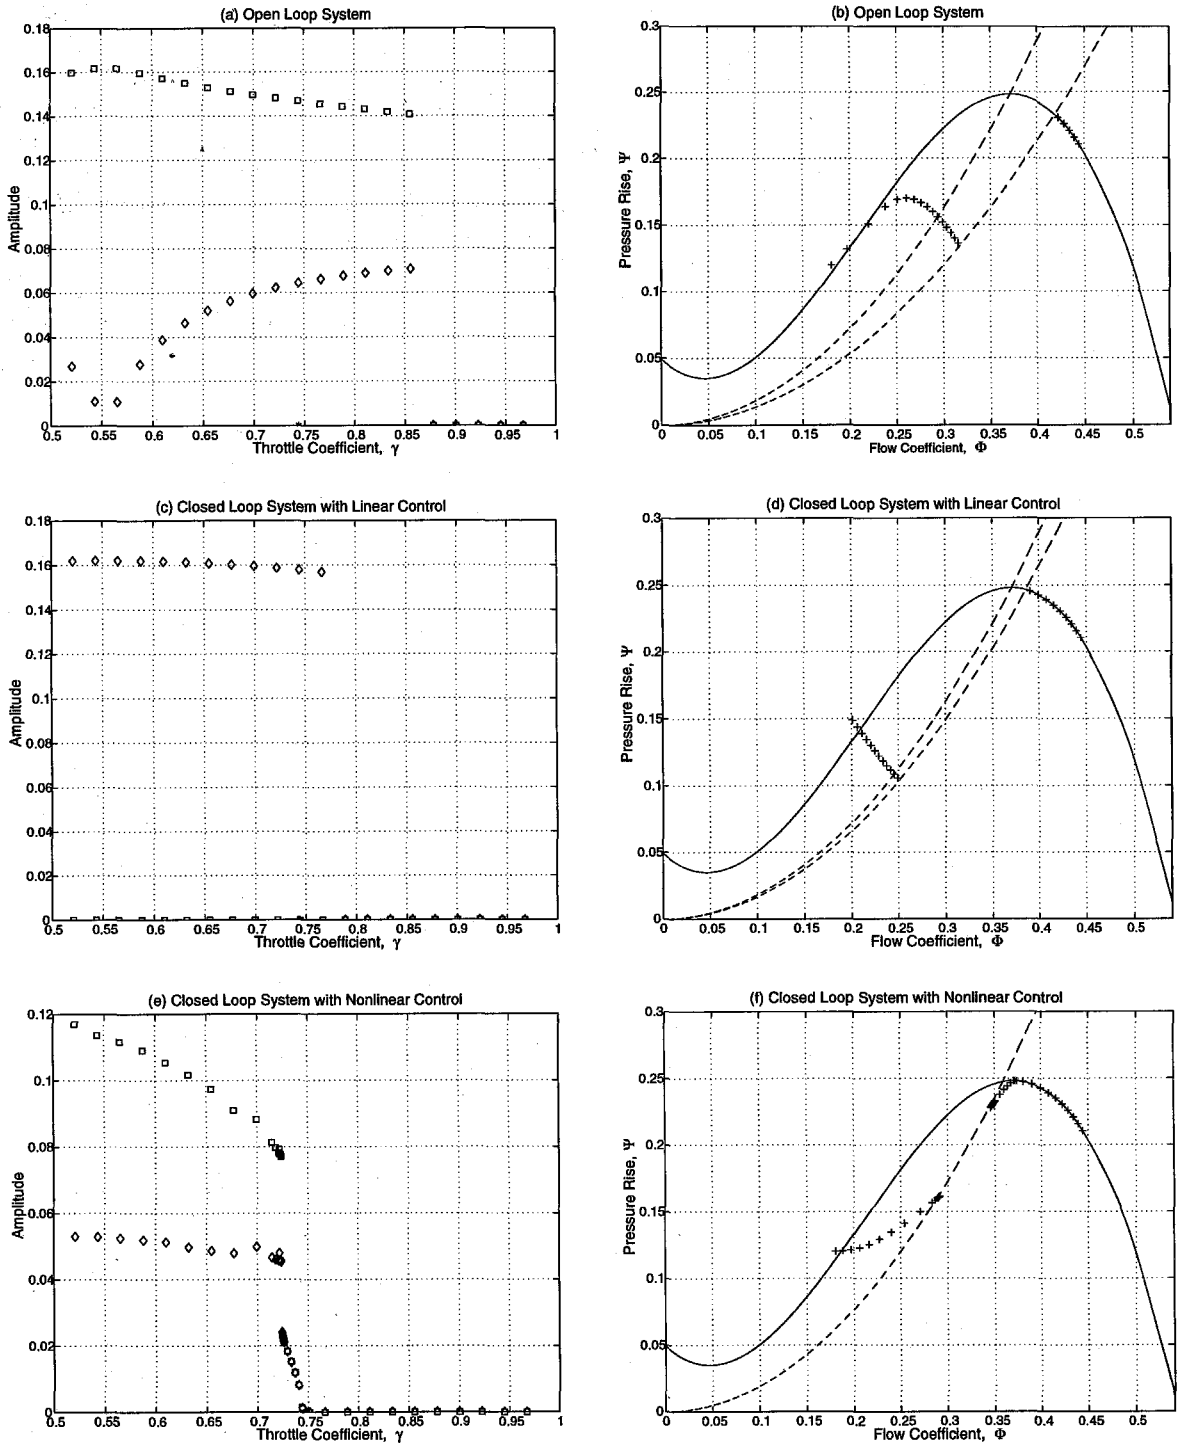 (a) Open Loop System
0.18
0.16
0.14
0.12
0.1
0.08
0.06
0.04
0.02
0
Amplitude
0.5 0.55 0.6 0.65 0.7 0.75 0.8 0.85 0.9 0.95 1
Throttle Coefficient, γ
(b) Open Loop System
0.3
0.25
0.2
0.15
0.1
0.05
0
Pressure Rise, Ψ
0 0.05 0.1 0.15 0.2 0.25 0.3 0.35 0.4 0.45 0.5
Flow Coefficient, Φ
(c) Closed Loop System with Linear Control
0.18
0.16
0.14
0.12
0.1
0.08
0.06
0.04
0.02
0
Amplitude
0.5 0.55 0.6 0.65 0.7 0.75 0.8 0.85 0.9 0.95 1
Throttle Coefficient, γ
(d) Closed Loop System with Linear Control
0.3
0.25
0.2
0.15
0.1
0.05
0
Pressure Rise, Ψ
0 0.05 0.1 0.15 0.2 0.25 0.3 0.35 0.4 0.45 0.5
Flow Coefficient, Φ
(e) Closed Loop System with Nonlinear Control
0.12
0.1
0.08
0.06
0.04
0.02
0
Amplitude
0.5 0.55 0.6 0.65 0.7 0.75 0.8 0.85 0.9 0.95 1
Throttle Coefficient, γ
(f) Closed Loop System with Nonlinear Control
0.3
0.25
0.2
0.15
0.1
0.05
0
Pressure Rise, Ψ
0 0.05 0.1 0.15 0.2 0.25 0.3 0.35 0.4 0.45 0.5
Flow Coefficient, Φ